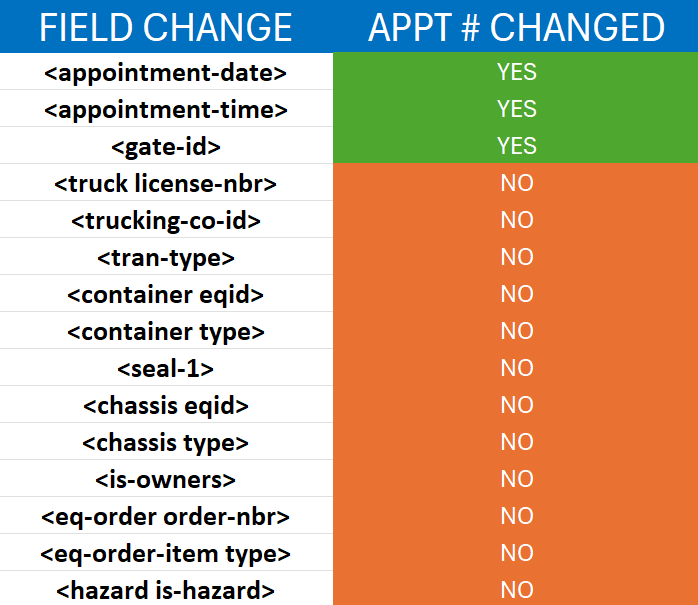 FIELD CHANGE APPT # CHANGED
<appointment-date> YES
<appointment-time> YES
<gate-id> YES
<truck license-nbr> NO
<trucking-co-id> NO
<tran-type> NO
<container eqid> NO
<container type> NO
<seal-1> NO
<chassis eqid> NO
<chassis type> NO
<is-owners> NO
<eq-order order-nbr> NO
<eq-order-item type> NO
<hazard is-hazard> NO